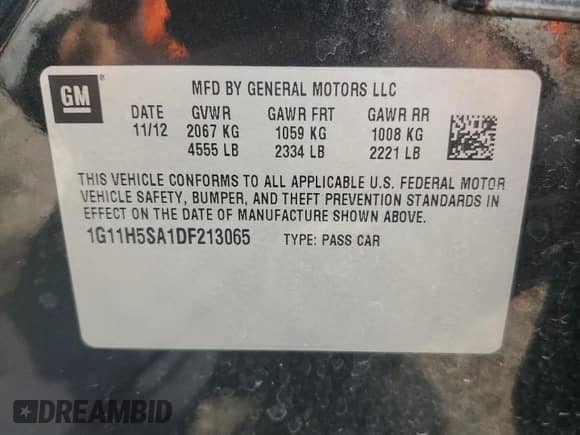 GM
MFD BY GENERAL MOTORS LLC
DATE GVWR GAWR FRT GAWR RR
11/12 2067 KG 1059 KG 1008 KG
4555 LB 2334 LB 2221 LB
THIS VEHICLE CONFORMS TO ALL APPLICABLE U.S. FEDERAL MOTOR
VEHICLE SAFETY, BUMPER, AND THEFT PREVENTION STANDARDS IN
EFFECT ON THE DATE OF MANUFACTURE SHOWN ABOVE.
1G11H5SA1DF213065 TYPE: PASS CAR
DREAMBID